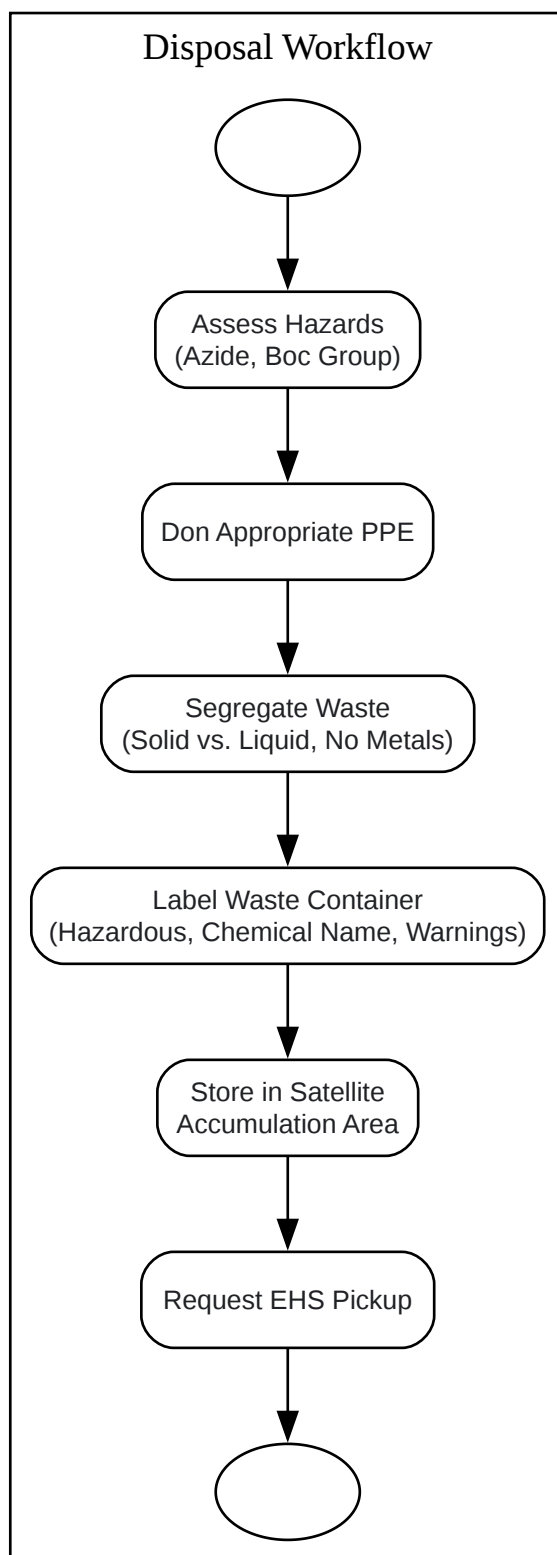 Disposal Workflow
Assess Hazards
(Azide, Boc Group)
Don Appropriate PPE
Segregate Waste
(Solid vs. Liquid, No Metals)
Label Waste Container
(Hazardous, Chemical Name, Warnings)
Store in Satellite
Accumulation Area
Request EHS Pickup